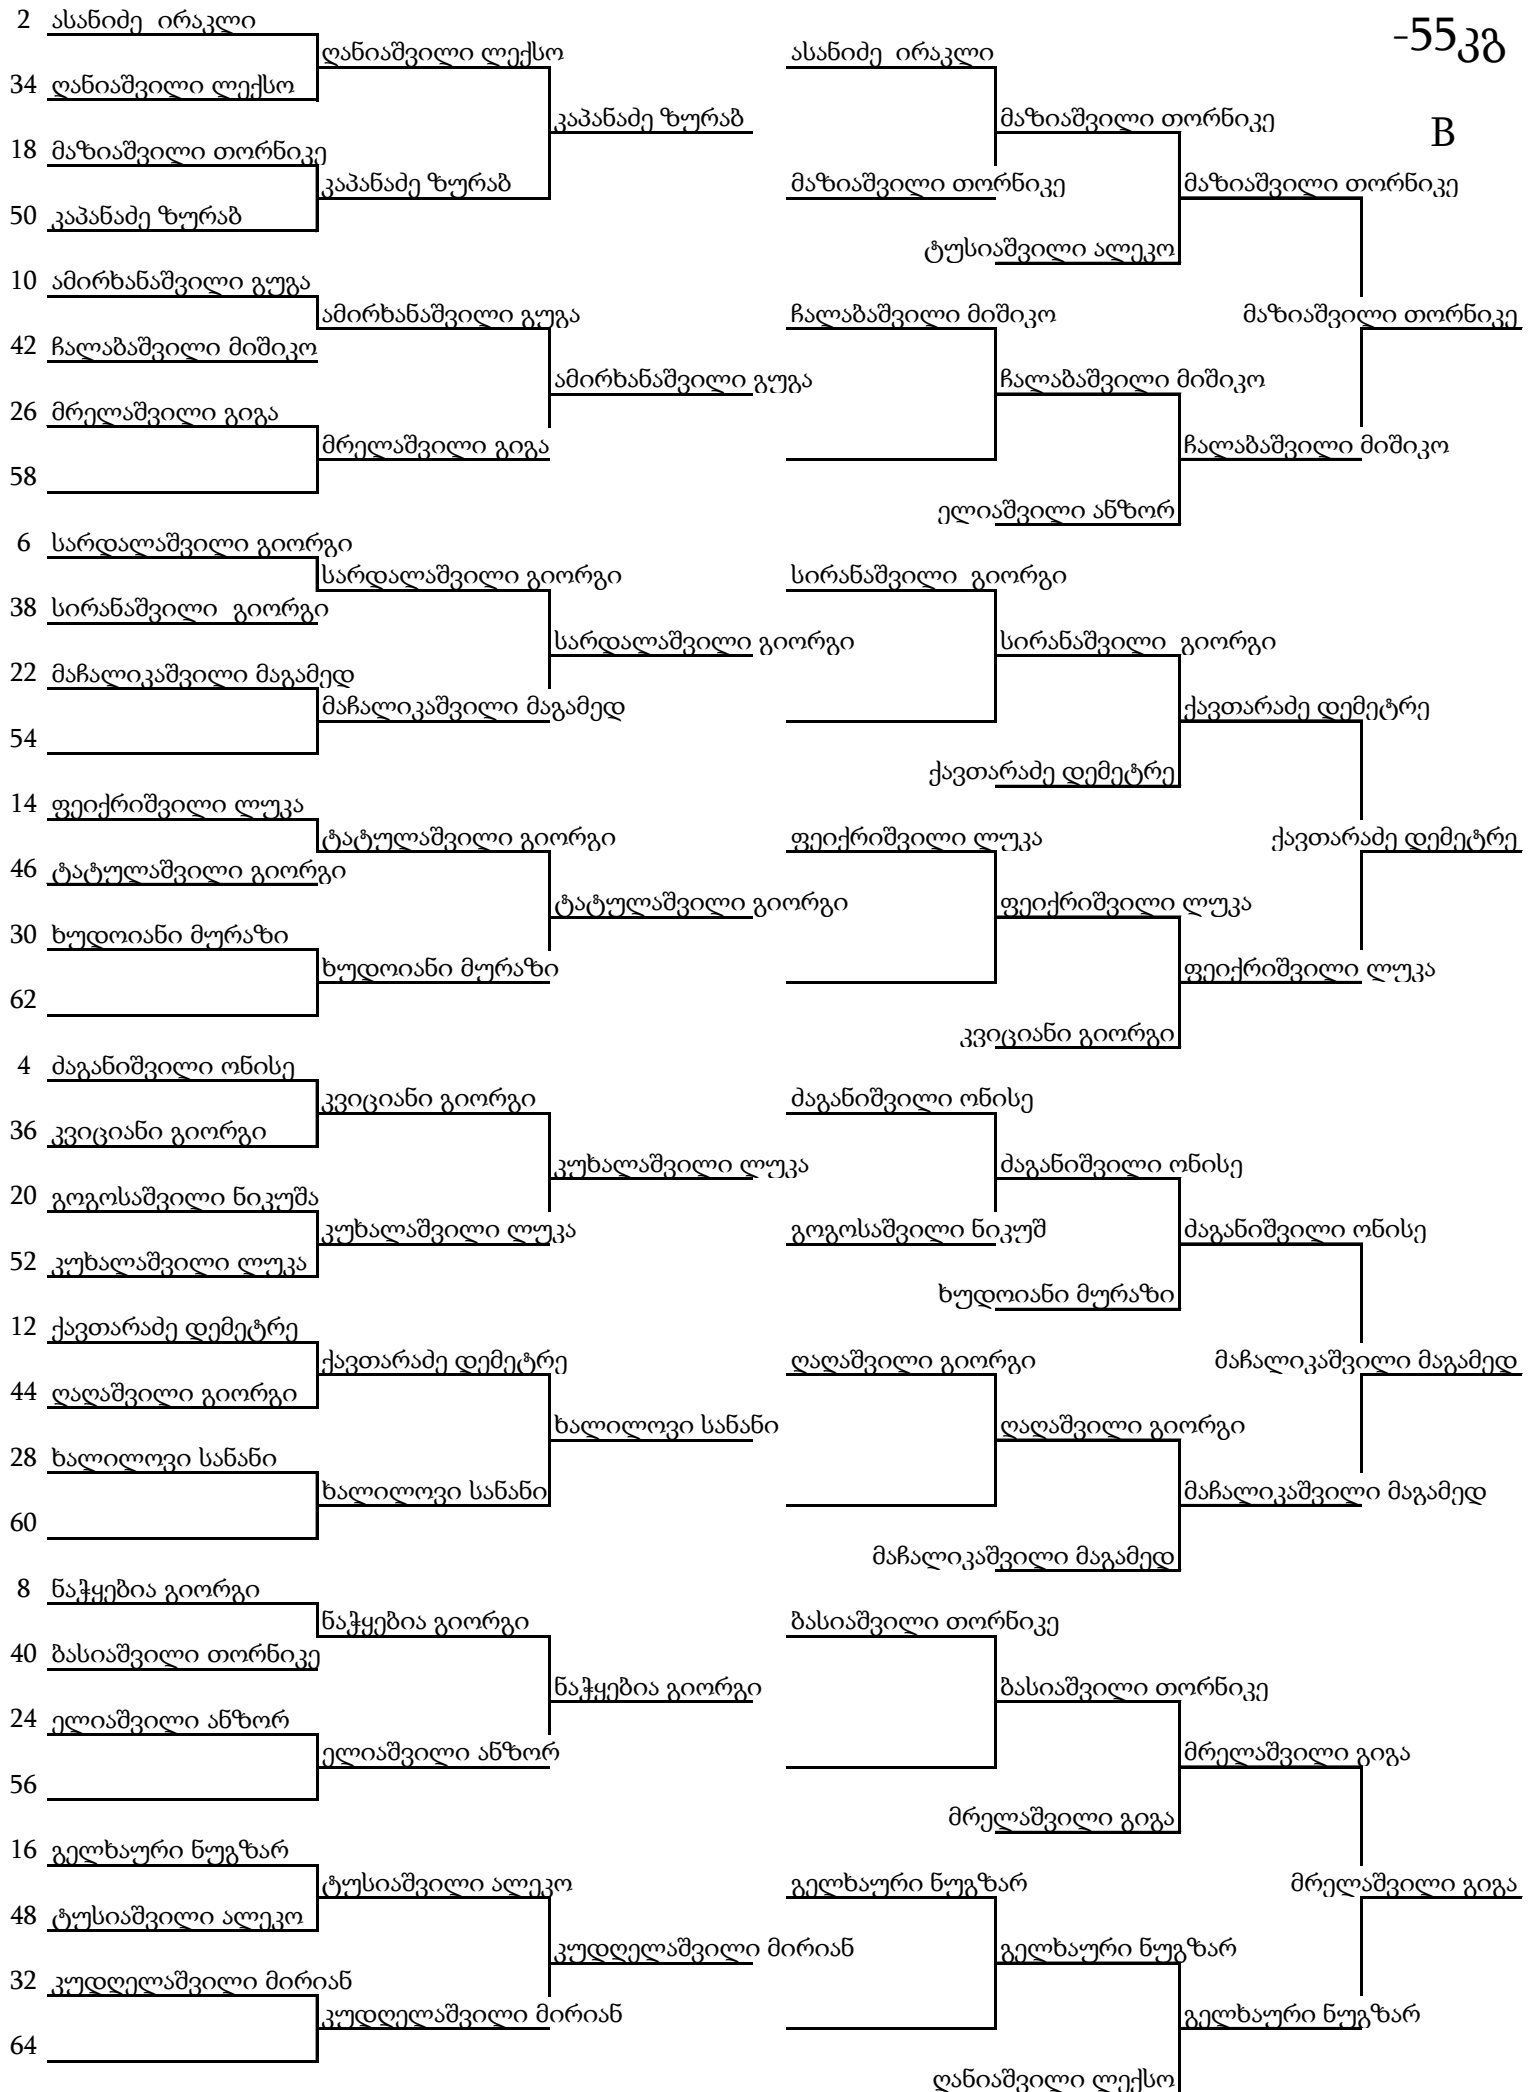 -55კგ
B
2 ასანიძე  ირაკლი
34 ღანიაშვილი ლექსო
18 მაზიაშვილი თორნიკე
50 კაპანაძე ზურაბ
10 ამირხანაშვილი გუგა
42 ჩალაბაშვილი მიშიკო
26 მრელაშვილი გიგა
58
6 სარდალაშვილი გიორგი
38 სირანაშვილი  გიორგი
22 მაჩალიკაშვილი მაგამედ
54
14 ფეიქრიშვილი ლუკა
46 ტატულაშვილი გიორგი
30 ხუდოიანი მურაზი
62
4 ძაგანიშვილი ონისე
36 კვიციანი გიორგი
20 გოგოსაშვილი ნიკუშა
52 კუხალაშვილი ლუკა
12 ქავთარაძე დემეტრე
44 ღაღაშვილი გიორგი
28 ხალილოვი სანანი
60
8 ნაჭყებია გიორგი
40 ბასიაშვილი თორნიკე
24 ელიაშვილი ანზორ
56
16 გელხაური ნუგზარ
48 ტუსიაშვილი ალეკო
32 კუდღელაშვილი მირიან
64
ღანიაშვილი ლექსო
კაპანაძე ზურაბ
ამირხანაშვილი გუგა
მრელაშვილი გიგა
სარდალაშვილი გიორგი
მაჩალიკაშვილი მაგამედ
ტატულაშვილი გიორგი
ხუდოიანი მურაზი
კვიციანი გიორგი
კუხალაშვილი ლუკა
ქავთარაძე დემეტრე
ხალილოვი სანანი
ნაჭყებია გიორგი
ელიაშვილი ანზორ
ტუსიაშვილი ალეკო
კუდღელაშვილი მირიან
კაპანაძე ზურაბ
ამირხანაშვილი გუგა
სარდალაშვილი გიორგი
ტატულაშვილი გიორგი
კუხალაშვილი ლუკა
ხალილოვი სანანი
ნაჭყებია გიორგი
კუდღელაშვილი მირიან
ასანიძე  ირაკლი
მაზიაშვილი თორნიკე
ჩალაბაშვილი მიშიკო
სირანაშვილი  გიორგი
ფეიქრიშვილი ლუკა
ძაგანიშვილი ონისე
გოგოსაშვილი ნიკუშ
ღაღაშვილი გიორგი
ბასიაშვილი თორნიკე
გელხაური ნუგზარ
მაზიაშვილი თორნიკე
ტუსიაშვილი ალეკო
ჩალაბაშვილი მიშიკო
ელიაშვილი ანზორ
სირანაშვილი  გიორგი
ქავთარაძე დემეტრე
ფეიქრიშვილი ლუკა
კვიციანი გიორგი
ძაგანიშვილი ონისე
ხუდოიანი მურაზი
ღაღაშვილი გიორგი
მაჩალიკაშვილი მაგამედ
ბასიაშვილი თორნიკე
მრელაშვილი გიგა
გელხაური ნუგზარ
ღანიაშვილი ლექსო
მაზიაშვილი თორნიკე
ჩალაბაშვილი მიშიკო
ქავთარაძე დემეტრე
ფეიქრიშვილი ლუკა
ძაგანიშვილი ონისე
მაჩალიკაშვილი მაგამედ
მრელაშვილი გიგა
გელხაური ნუგზარ
მაზიაშვილი თორნიკე
ქავთარაძე დემეტრე
მაჩალიკაშვილი მაგამედ
მრელაშვილი გიგა